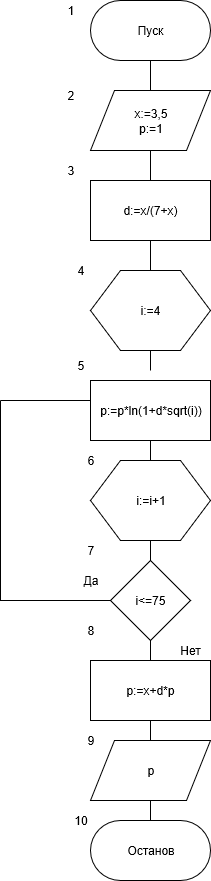 1
Пуск
2
x:=3,5
p:=1
3
d:=x/(7+x)
4
i:=4
5
p:=p*ln(1+d*sqrt(i))
6
i:=i+1
7
Да
i<=75
8
Нет
p:=x+d*p
9
p
10
Останов